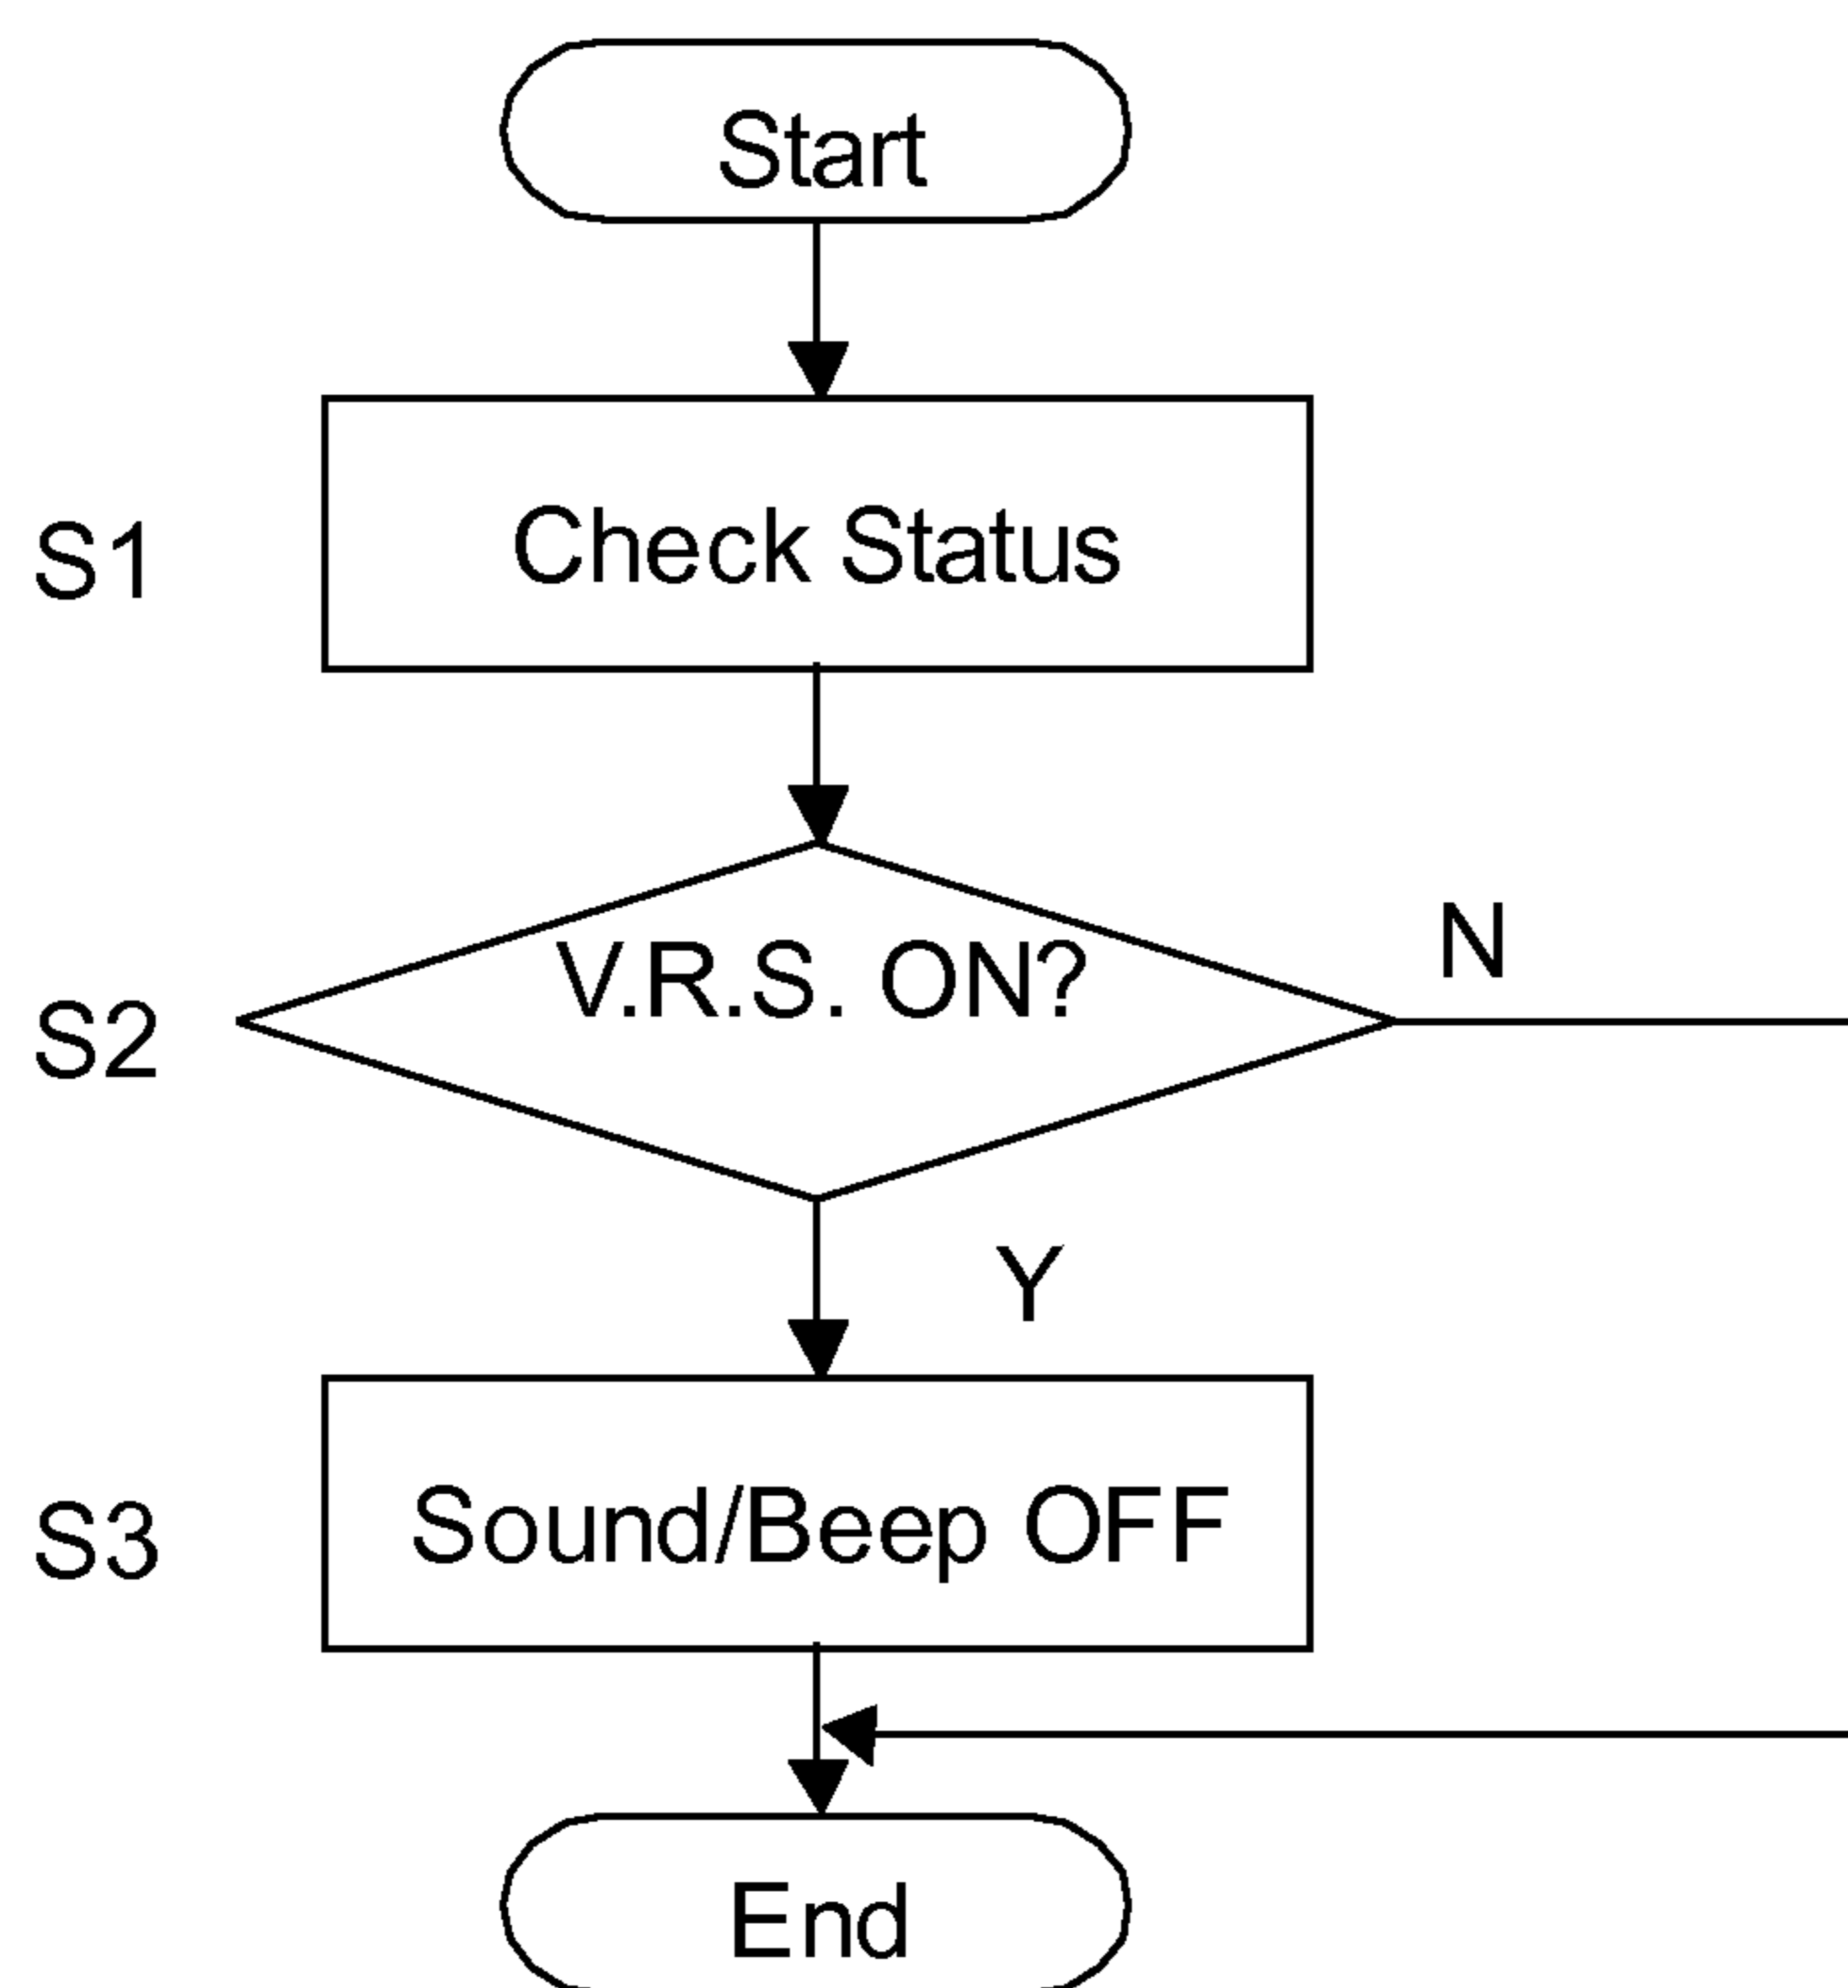 Start
S1
Check Status
S2
V.R.S. ON?
N
Y
S3
Sound/Beep OFF
End